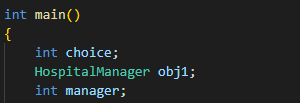 int main()
{
    int choice;
    HospitalManager obj1;
    int manager;